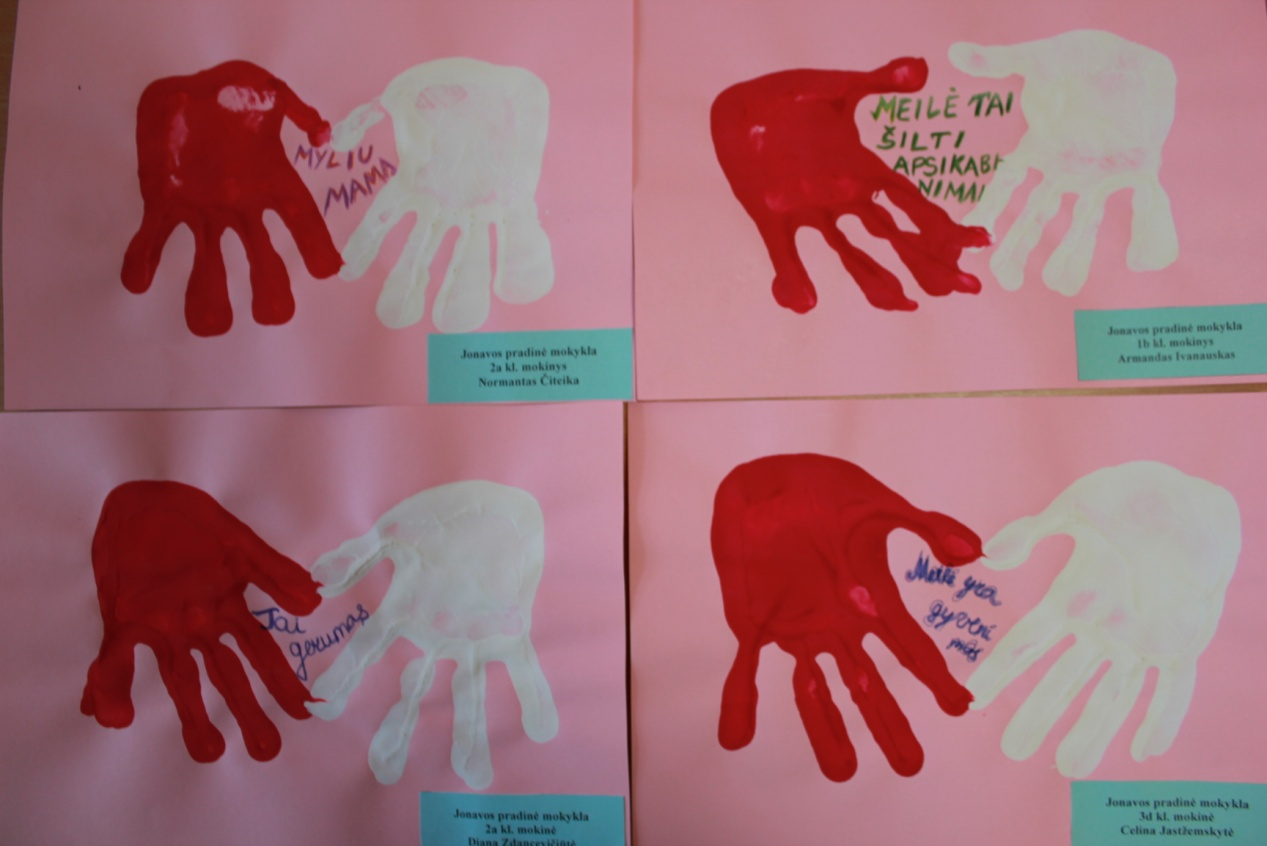 MYLIU
MAMA
Jonavos pradinė mokykla
2a kl. mokinys
Normantas Čiteika
MEILĖ TAI
ŠILTI
APSIKABI
NIMAI
Jonavos pradinė mokykla
1b kl. mokinys
Armandas Ivanauskas
Tai
gerumas
Jonavos pradinė mokykla
2a kl. mokinė
Diana Zdancevičiūtė
Meilė yra
gyveni
mas
Jonavos pradinė mokykla
3d kl. mokinė
Celina Jastžemskytė